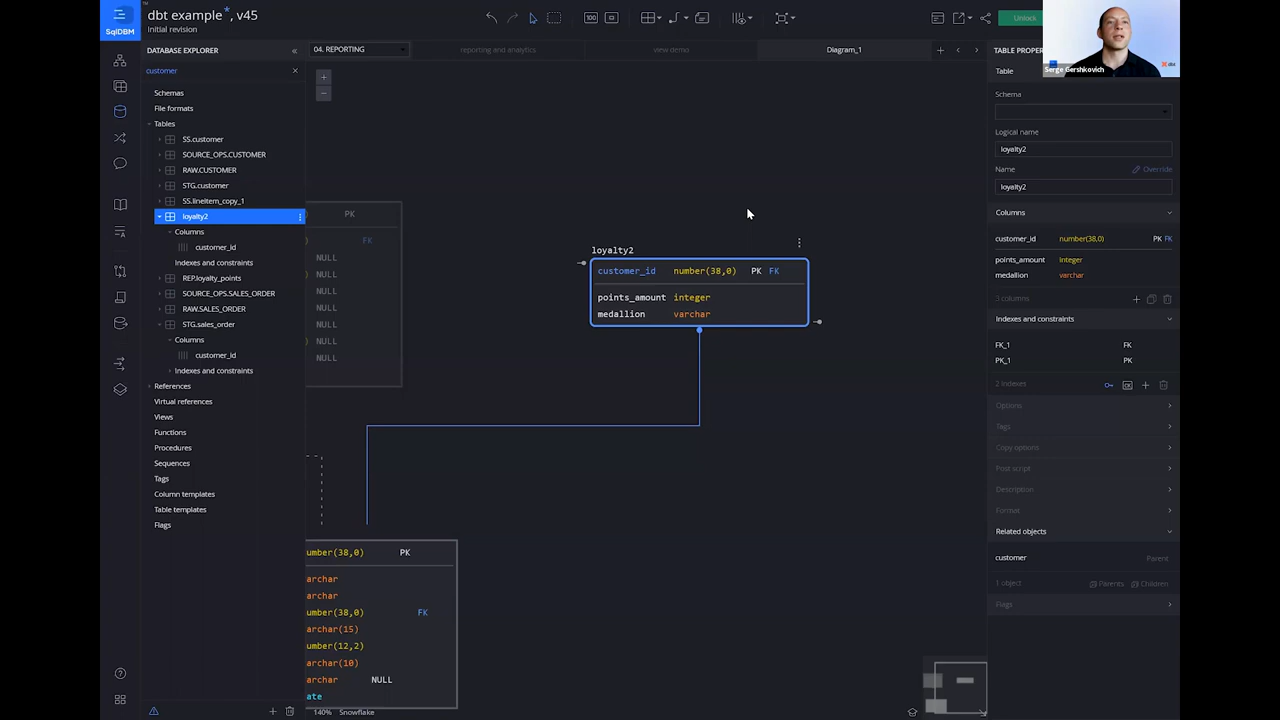 dbt example*, v45
Initial revision
SqlDBM
100
Unlock
DATABASE EXPLORER
04. REPORTING
reporting and analytics
view demo
Diagram_1
customer
Schemas
File formats
Tables
SS.customer
SOURCE_OPS.CUSTOMER
RAW.CUSTOMER
STG.customer
SS.lineitem_copy_1
loyalty2
Columns
customer_id
Indexes and constraints
REP.loyalty_points
SOURCE_OPS.SALES_ORDER
RAW.SALES_ORDER
STG.sales_order
Columns
customer_id
Indexes and constraints
References
Virtual references
Views
Functions
Procedures
Sequences
Tags
Column templates
Table templates
Flags
PK
FK
NULL
NULL
NULL
NULL
NULL
NULL
NULL
loyalty2
customer_id number(38,0) PK FK
points_amount integer
medallion varchar
umber(38,0) PK
archar
archar
umber(38,0) FK
archar(15)
umber(12,2)
archar(10)
archar NULL
ate
140% Snowflake
TABLE PROP
Serge Gershkovich
dbt
Table
Schema
Logical name
loyalty2
Name
Override
loyalty2
Columns
customer_id number(38,0) PK FK
points_amount integer
medallion varchar
3 columns
Indexes and constraints
FK_1 FK
PK_1 PK
2 indexes
Options
Tags
Copy options
Post script
Description
Format
Related objects
customer Parent
1 object Parents Children
Flags